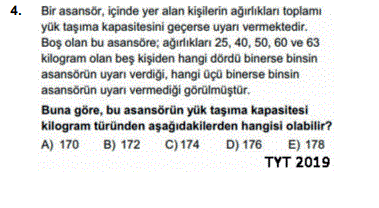 4. Bir asansör, içinde yer alan kişilerin ağırlıkları toplamı
yük taşıma kapasitesini geçerse uyarı vermektedir.
Boş olan bu asansöre; ağırlıkları 25, 40, 50, 60 ve 63
kilogram olan beş kişiden hangi dördü binerse binsin
asansörün uyarı verdiği, hangi üçü binerse binsin
asansörün uyarı vermediği görülmüştür.
Buna göre, bu asansörün yük taşıma kapasitesi
kilogram türünden aşağıdakilerden hangisi olabilir?
A) 170 B) 172 C) 174 D) 176 E) 178
TYT 2019